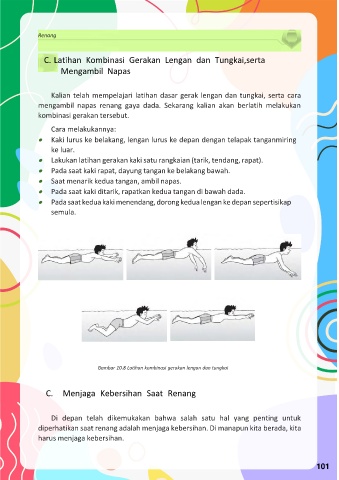 Renang
C. Latihan Kombinasi Gerakan Lengan dan Tungkai,serta
Mengambil Napas
Kalian telah mempelajari latihan dasar gerak lengan dan tungkai, serta cara
mengambil napas renang gaya dada. Sekarang kalian akan berlatih melakukan
kombinasi gerakan tersebut.
Cara melakukannya:
• Kaki lurus ke belakang, lengan lurus ke depan dengan telapak tanganmiring
ke luar.
• Lakukan latihan gerakan kaki satu rangkaian (tarik, tendang, rapat).
• Pada saat kaki rapat, dayung tangan ke belakang bawah.
• Saat menarik kedua tangan, ambil napas.
• Pada saat kaki ditarik, rapatkan kedua tangan di bawah dada.
• Pada saat kedua kaki menendang, dorong kedua lengan ke depan sepertisikap
semula.
Gambar 10.8 Latihan kombinasi gerakan lengan dan tungkai
C. Menjaga Kebersihan Saat Renang
Di depan telah dikemukakan bahwa salah satu hal yang penting untuk
diperhatikan saat renang adalah menjaga kebersihan. Di manapun kita berada, kita
harus menjaga kebersihan.
101